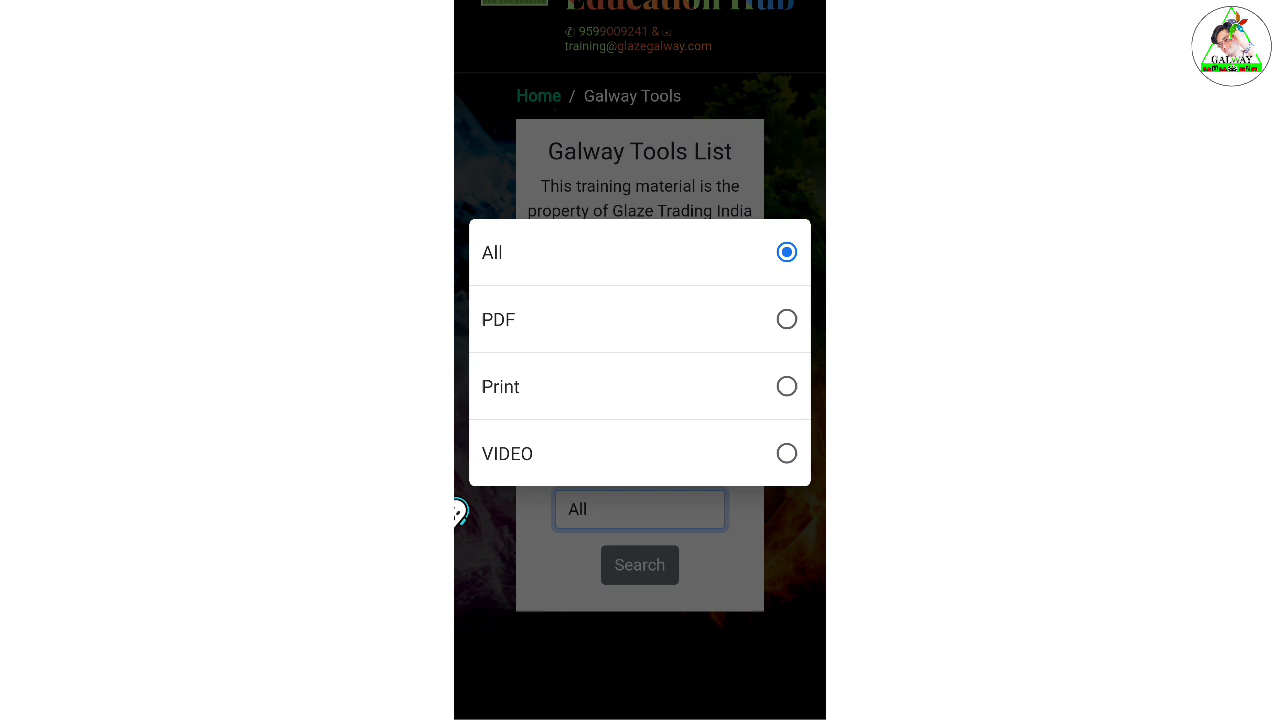 Education Hub
✆ 9599009241 & ✉
training@glazegalway.com
Home / Galway Tools
Galway Tools List
This training material is the
property of Glaze Trading India
All
PDF
Print
VIDEO
All
Search
GALWAY